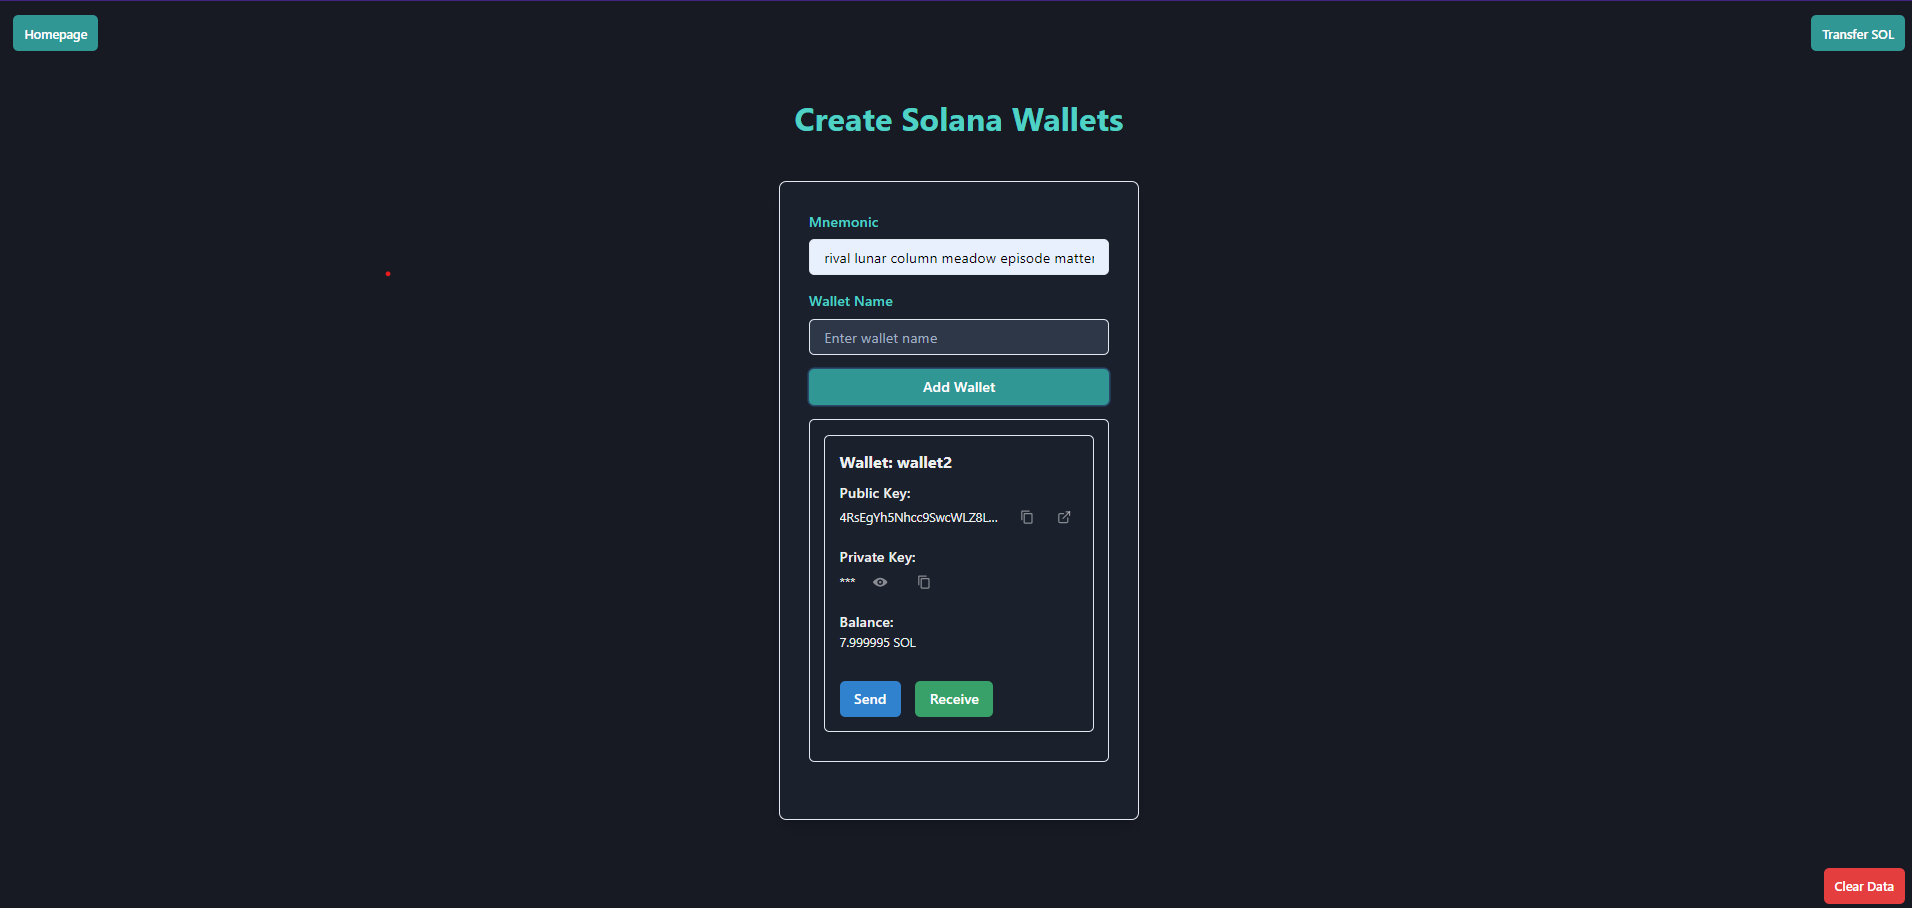 Homepage
Transfer SOL
Create Solana Wallets
Mnemonic
rival lunar column meadow episode matter
Wallet Name
Enter wallet name
Add Wallet
Wallet: wallet2
Public Key:
4RsEgYh5Nhcc9SwcWLZ8L...
Private Key:
***
Balance:
7.999995 SOL
Send
Receive
Clear Data